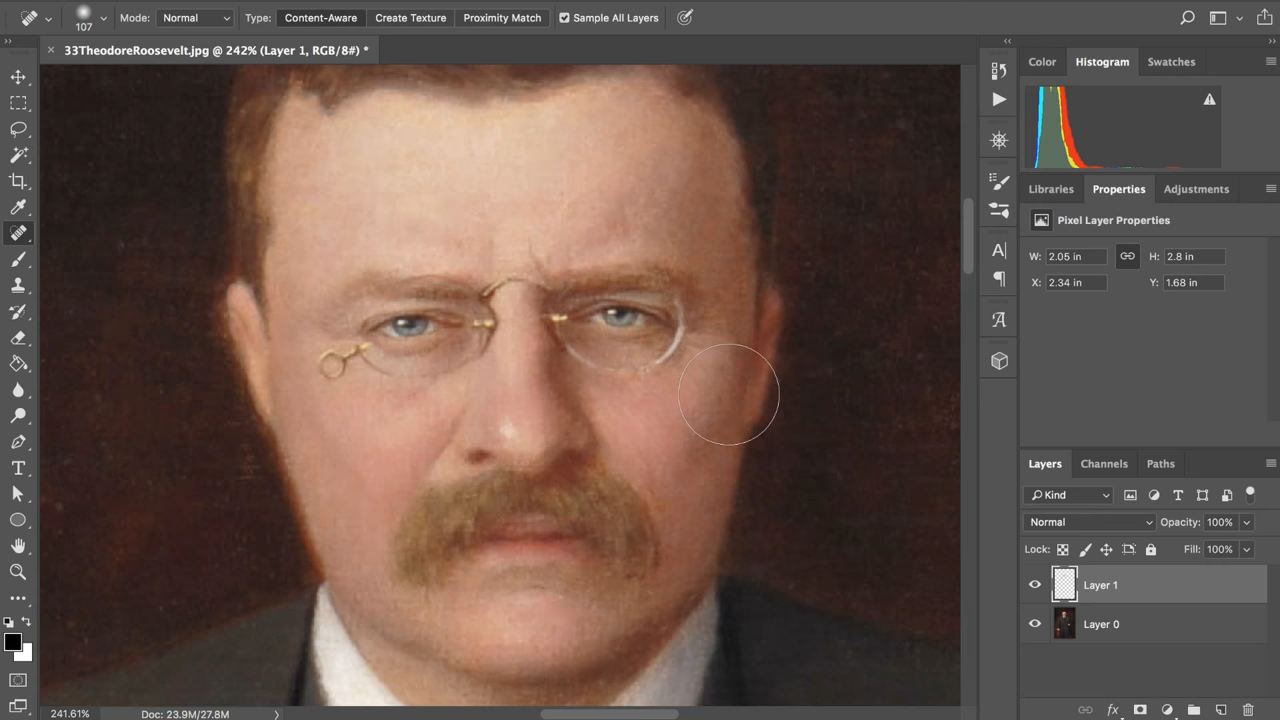 Mode: Normal Type: Content-Aware Create Texture Proximity Match Sample All Layers
107
33TheodoreRoosevelt.jpg @ 242% (Layer 1, RGB/8#) *
Color Histogram Swatches
Libraries Properties Adjustments
Pixel Layer Properties
W: 2.05 in H: 2.8 in
X: 2.34 in Y: 1.68 in
Layers Channels Paths
Kind
Normal Opacity: 100%
Lock: Fill: 100%
Layer 1
Layer 0
241.61% Doc: 23.9M/27.8M